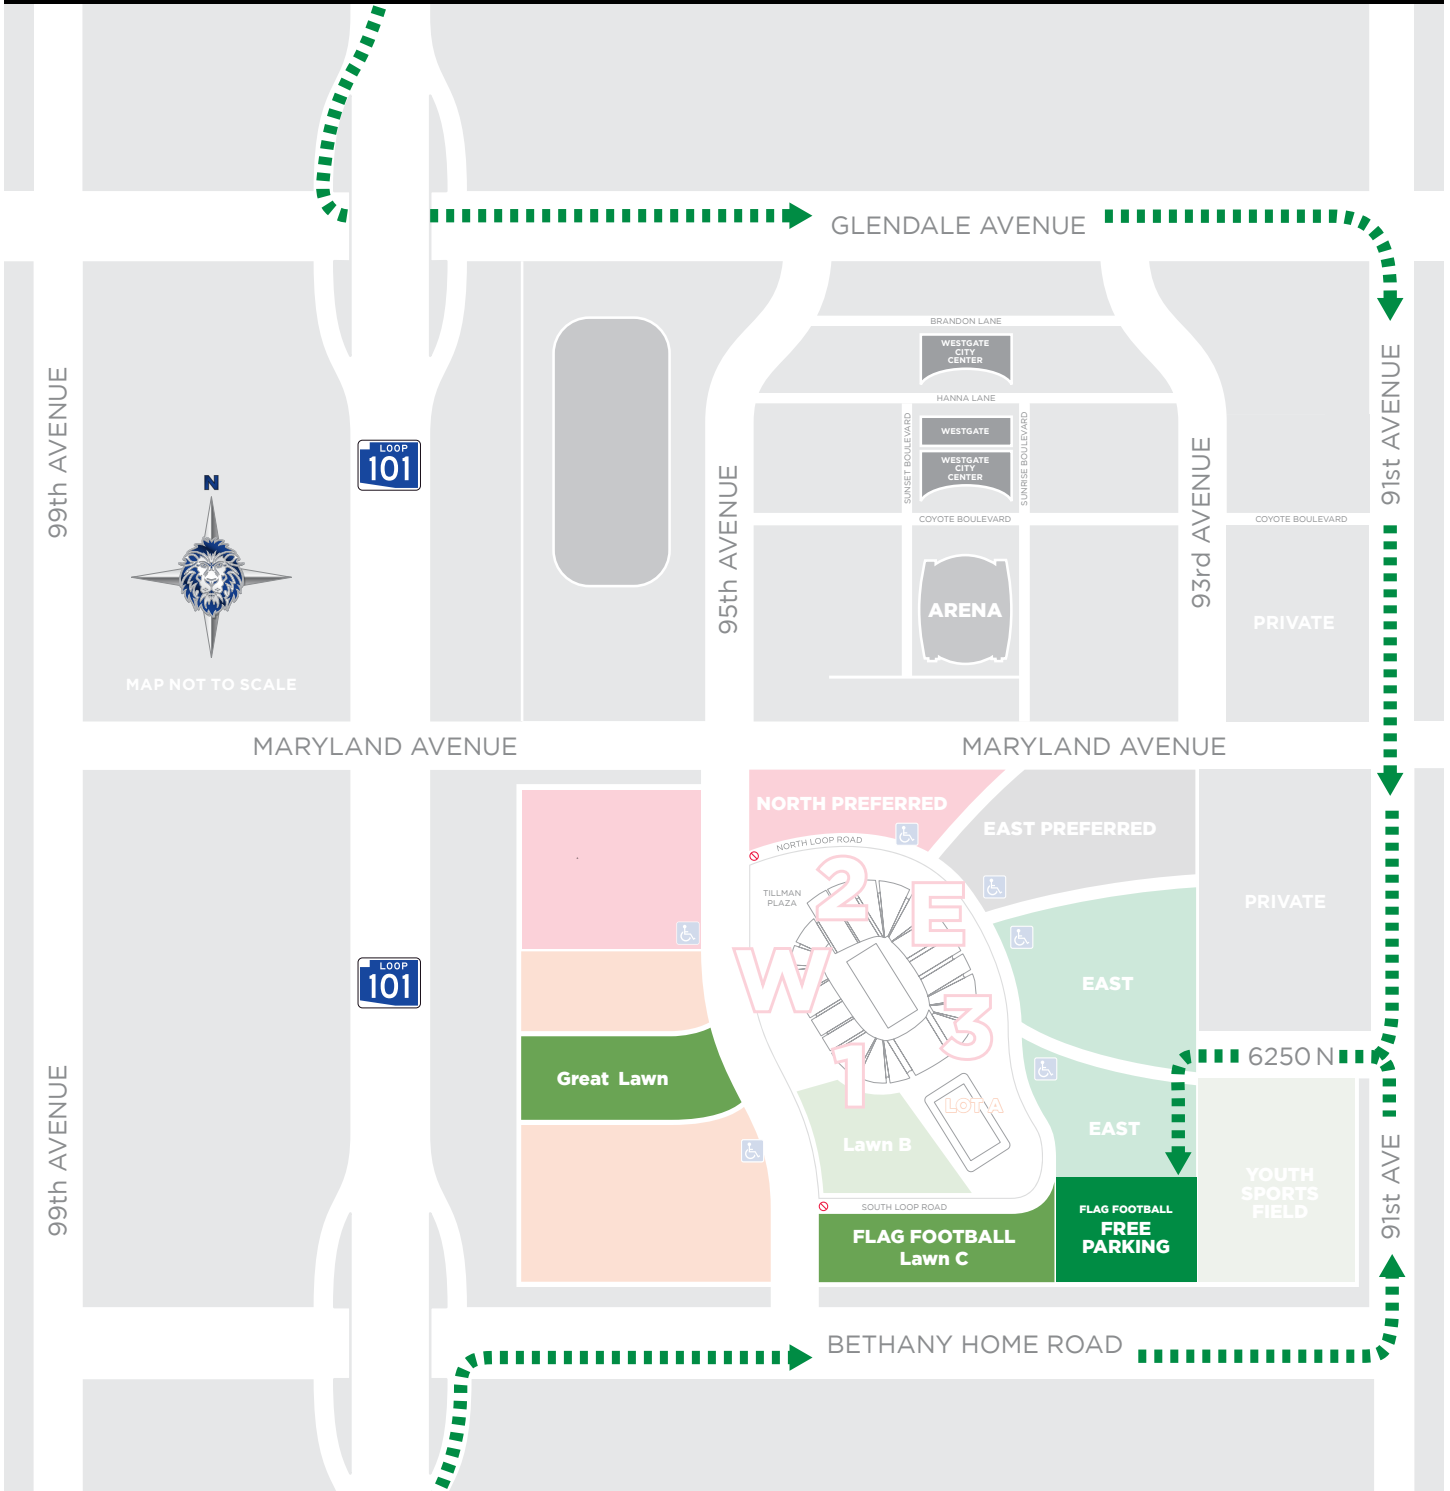 GLENDALE AVENUE
BRANDON LANE
WESTGATE
CITY
CENTER
HANNA LANE
99th AVENUE
91st AVENUE
LOOP
101
SUNSET BOULEVARD
WESTGATE
SUNRISE BOULEVARD
WESTGATE
CITY
CENTER
95th AVENUE
93rd AVENUE
N
COYOTE BOULEVARD
COYOTE BOULEVARD
ARENA
PRIVATE
MAP NOT TO SCALE
MARYLAND AVENUE
MARYLAND AVENUE
NORTH PREFERRED
EAST PREFERRED
NORTH LOOP ROAD
2
TILLMAN
PLAZA
E
PRIVATE
W
EAST
LOOP
101
3
6250 N
1
Great Lawn
LOT A
EAST
Lawn B
99th AVENUE
91st AVE
YOUTH
SPORTS
FIELD
SOUTH LOOP ROAD
FLAG FOOTBALL
FREE
PARKING
FLAG FOOTBALL
Lawn C
BETHANY HOME ROAD